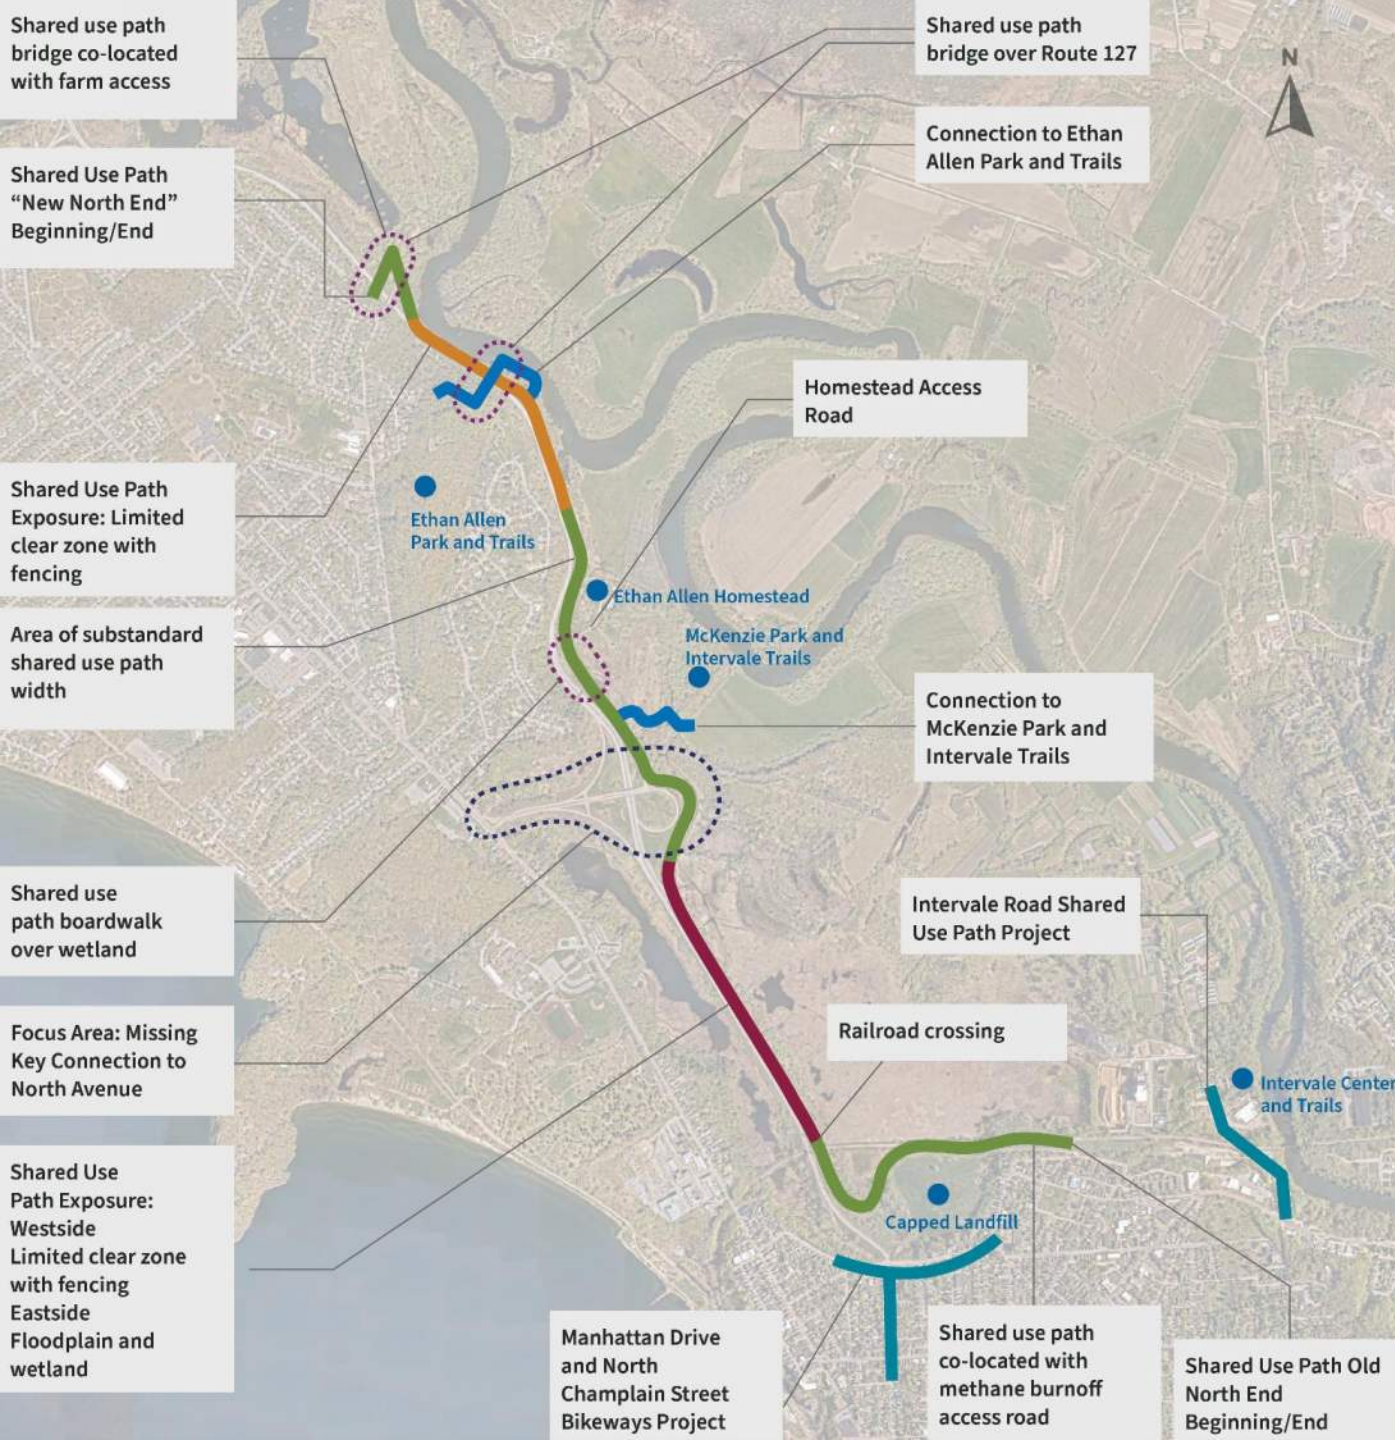 Shared use path
bridge co-located
with farm access
Shared use path
bridge over Route 127
N
Connection to Ethan
Allen Park and Trails
Shared Use Path
“New North End”
Beginning/End
Homestead Access
Road
Shared Use Path
Exposure: Limited
clear zone with
fencing
Ethan Allen
Park and Trails
Ethan Allen Homestead
Area of substandard
shared use path
width
McKenzie Park and
Intervale Trails
Connection to
McKenzie Park and
Intervale Trails
Shared use
path boardwalk
over wetland
Intervale Road Shared
Use Path Project
Focus Area: Missing
Key Connection to
North Avenue
Railroad crossing
Intervale Center
and Trails
Shared Use
Path Exposure:
Westside
Limited clear zone
with fencing
Eastside
Floodplain and
wetland
Capped Landfill
Manhattan Drive
and North
Champlain Street
Bikeways Project
Shared use path
co-located with
methane burnoff
access road
Shared Use Path Old
North End
Beginning/End